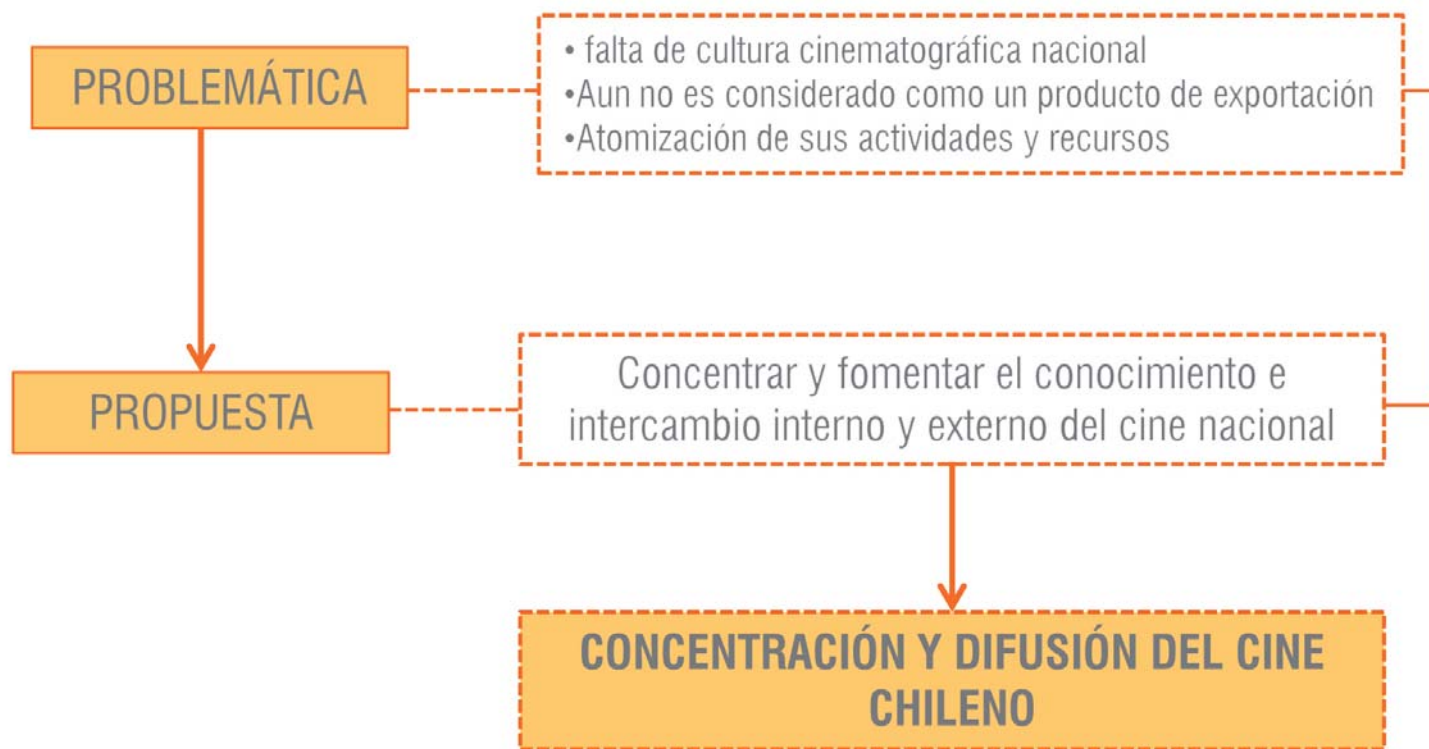 PROBLEMÁTICA
• falta de cultura cinematográfica nacional
•Aun no es considerado como un producto de exportación
•Atomización de sus actividades y recursos
PROPUESTA
Concentrar y fomentar el conocimiento e
intercambio interno y externo del cine nacional
CONCENTRACIÓN Y DIFUSIÓN DEL CINE
CHILENO